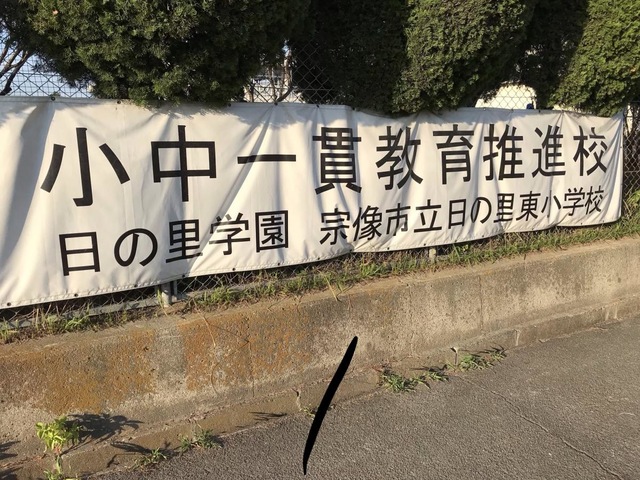 小中一貫教育推進校
日の里学園 宗像市立日の里東小学校